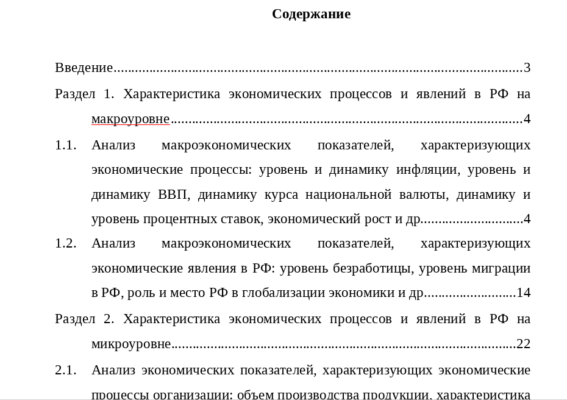 Содержание
Введение....................................................................................................3
Раздел 1. Характеристика экономических процессов и явлений в РФ на
макроуровне......................................................................................4
1.1. Анализ макроэкономических показателей, характеризующих
экономические процессы: уровень и динамику инфляции, уровень и
динамику ВВП, динамику курса национальной валюты, динамику и
уровень процентных ставок, экономический рост и др............................4
1.2. Анализ макроэкономических показателей, характеризующих
экономические явления в РФ: уровень безработицы, уровень миграции
в РФ, роль и место РФ в глобализации экономики и др.........................14
Раздел 2. Характеристика экономических процессов и явлений в РФ на
микроуровне.....................................................................................22
2.1. Анализ экономических показателей, характеризующих экономические
процессы организации: объем производства продукции, характеристика